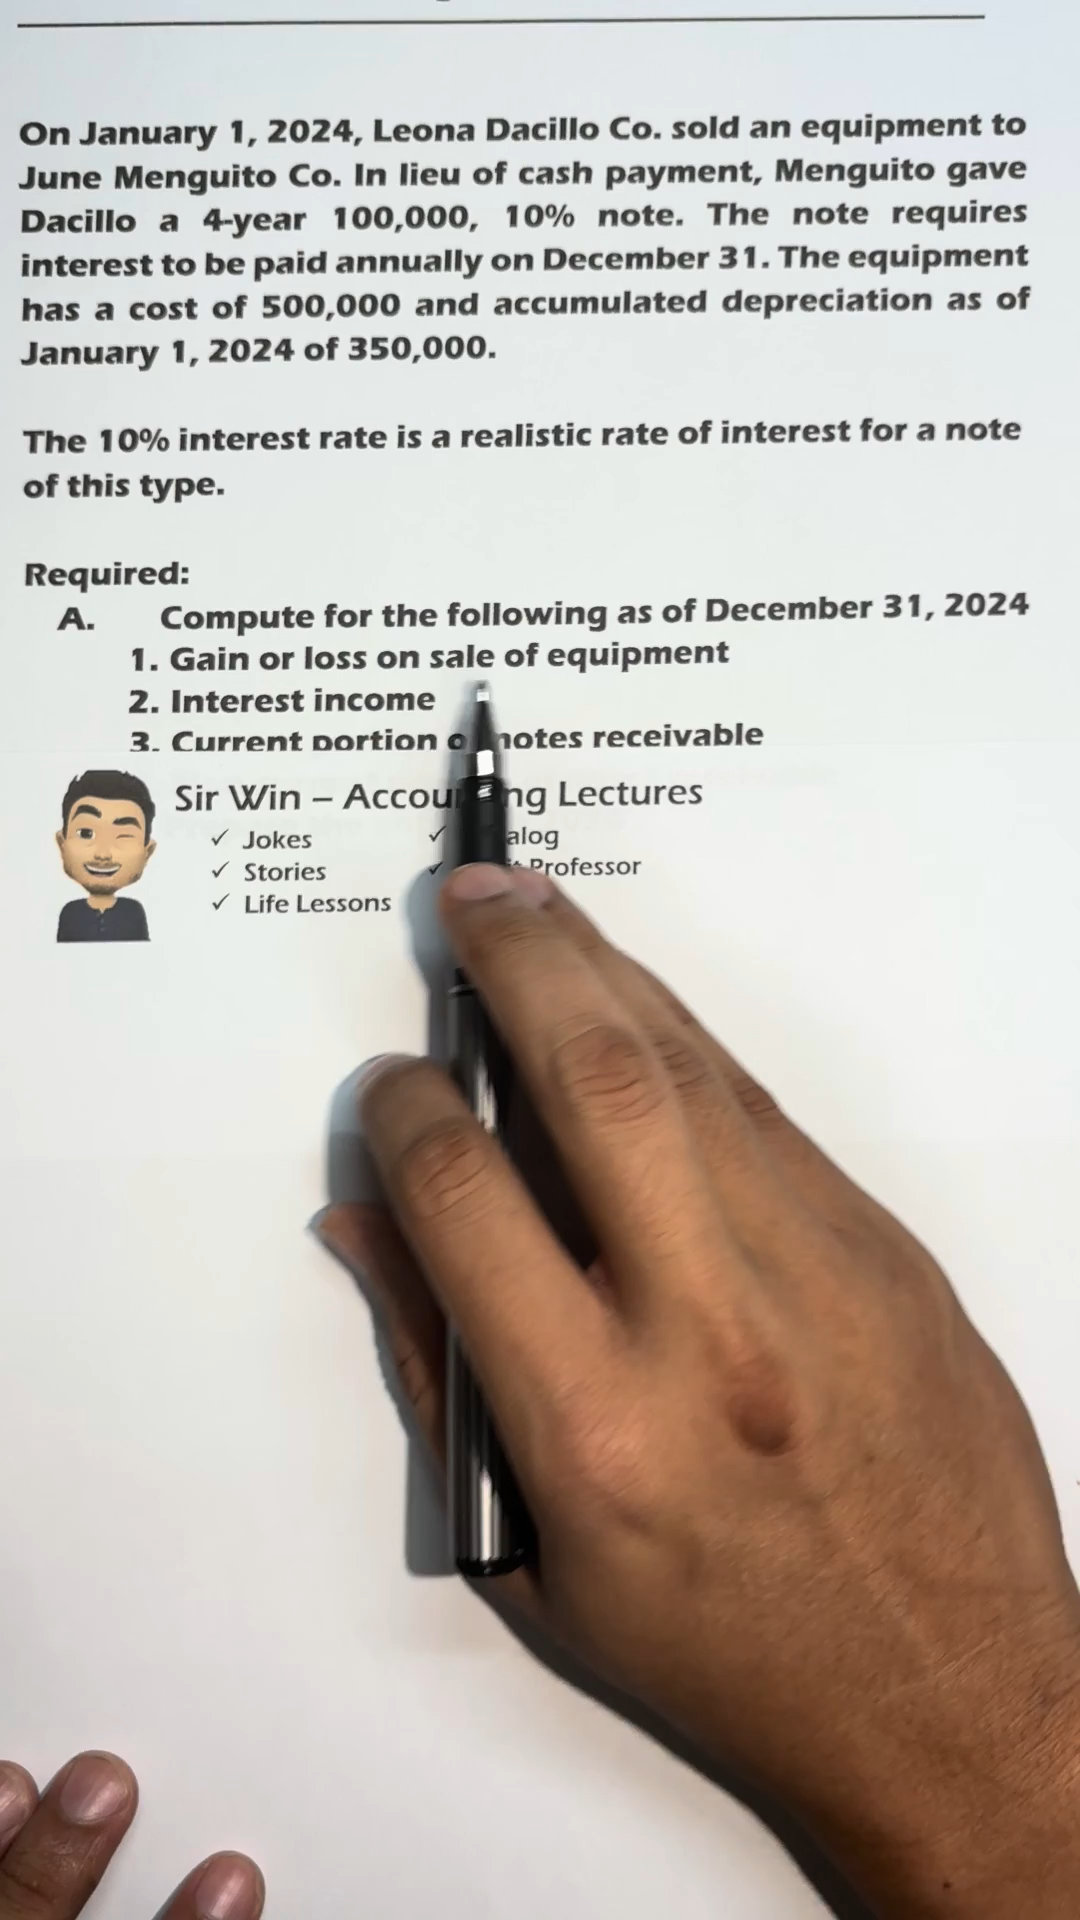 On January 1, 2024, Leona Dacillo Co. sold an equipment to
June Menguito Co. In lieu of cash payment, Menguito gave
Dacillo a 4-year 100,000, 10% note. The note requires
interest to be paid annually on December 31. The equipment
has a cost of 500,000 and accumulated depreciation as of
January 1, 2024 of 350,000.
The 10% interest rate is a realistic rate of interest for a note
of this type.
Required:
A. Compute for the following as of December 31, 2024
1. Gain or loss on sale of equipment
2. Interest income
3. Current portion notes receivable
Sir Win – Lectures
✓ Jokes
✓ Stories
✓ Professor
✓ Life Lessons